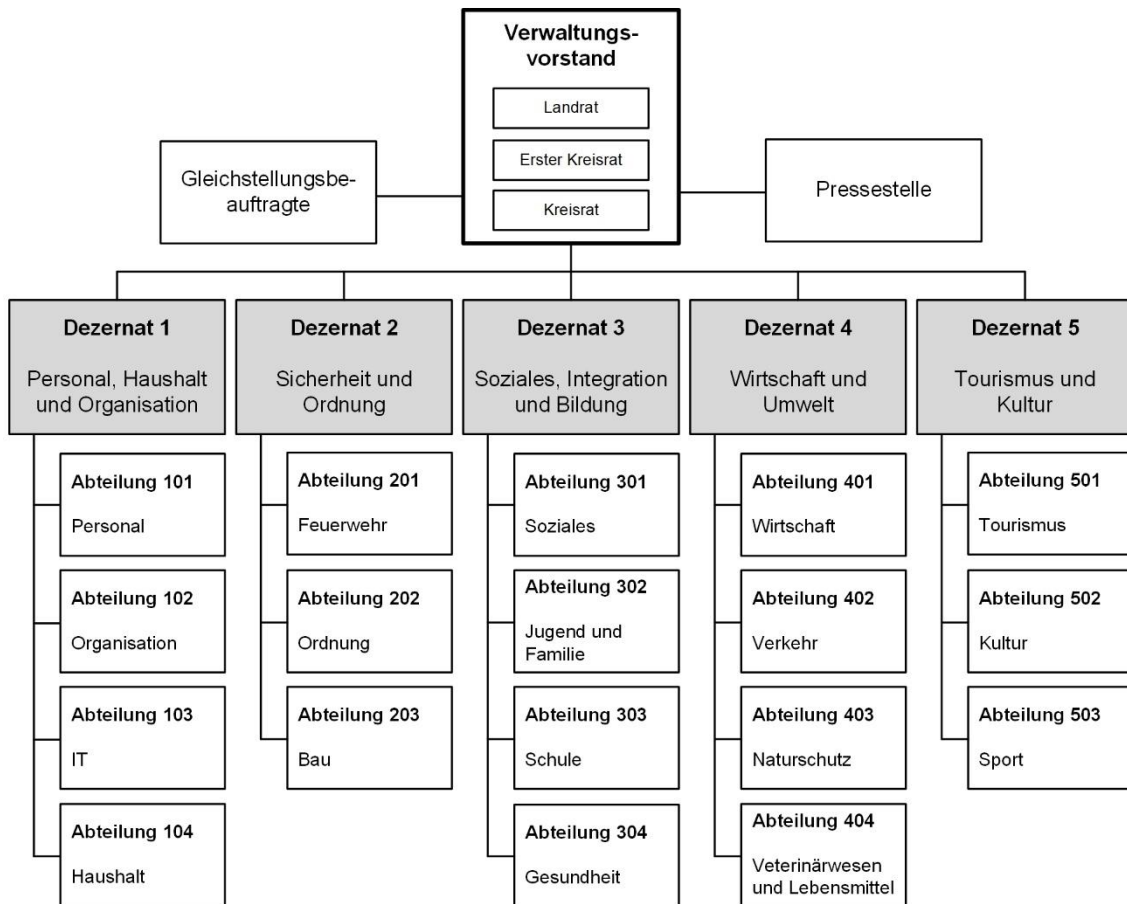 Verwaltungs-
vorstand
Landrat
Erster Kreisrat
Kreisrat
Gleichstellungsbe-
auftragte
Pressestelle
Dezernat 1
Personal, Haushalt
und Organisation
Dezernat 2
Sicherheit und
Ordnung
Dezernat 3
Soziales, Integration
und Bildung
Dezernat 4
Wirtschaft und
Umwelt
Dezernat 5
Tourismus und
Kultur
Abteilung 101
Personal
Abteilung 102
Organisation
Abteilung 103
IT
Abteilung 104
Haushalt
Abteilung 201
Feuerwehr
Abteilung 202
Ordnung
Abteilung 203
Bau
Abteilung 301
Soziales
Abteilung 302
Jugend und
Familie
Abteilung 303
Schule
Abteilung 304
Gesundheit
Abteilung 401
Wirtschaft
Abteilung 402
Verkehr
Abteilung 403
Naturschutz
Abteilung 404
Veterinärwesen
und Lebensmittel
Abteilung 501
Tourismus
Abteilung 502
Kultur
Abteilung 503
Sport